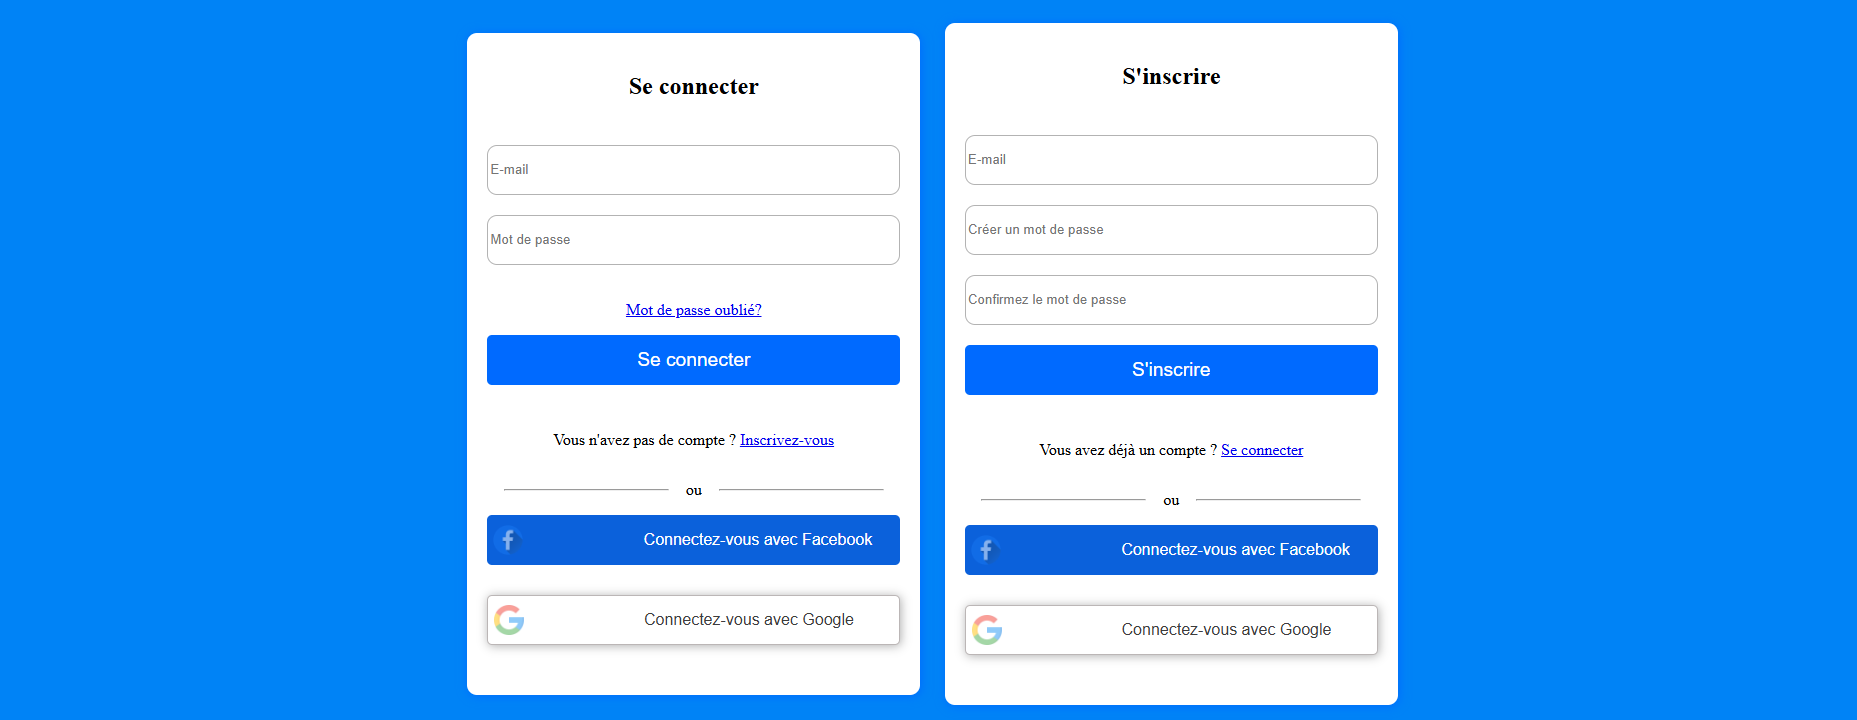 Se connecter
E-mail
Mot de passe
Mot de passe oublié?
Se connecter
Vous n'avez pas de compte ? Inscrivez-vous
ou
Connectez-vous avec Facebook
Connectez-vous avec Google
S'inscrire
E-mail
Créer un mot de passe
Confirmez le mot de passe
S'inscrire
Vous avez déjà un compte ? Se connecter
ou
Connectez-vous avec Facebook
Connectez-vous avec Google